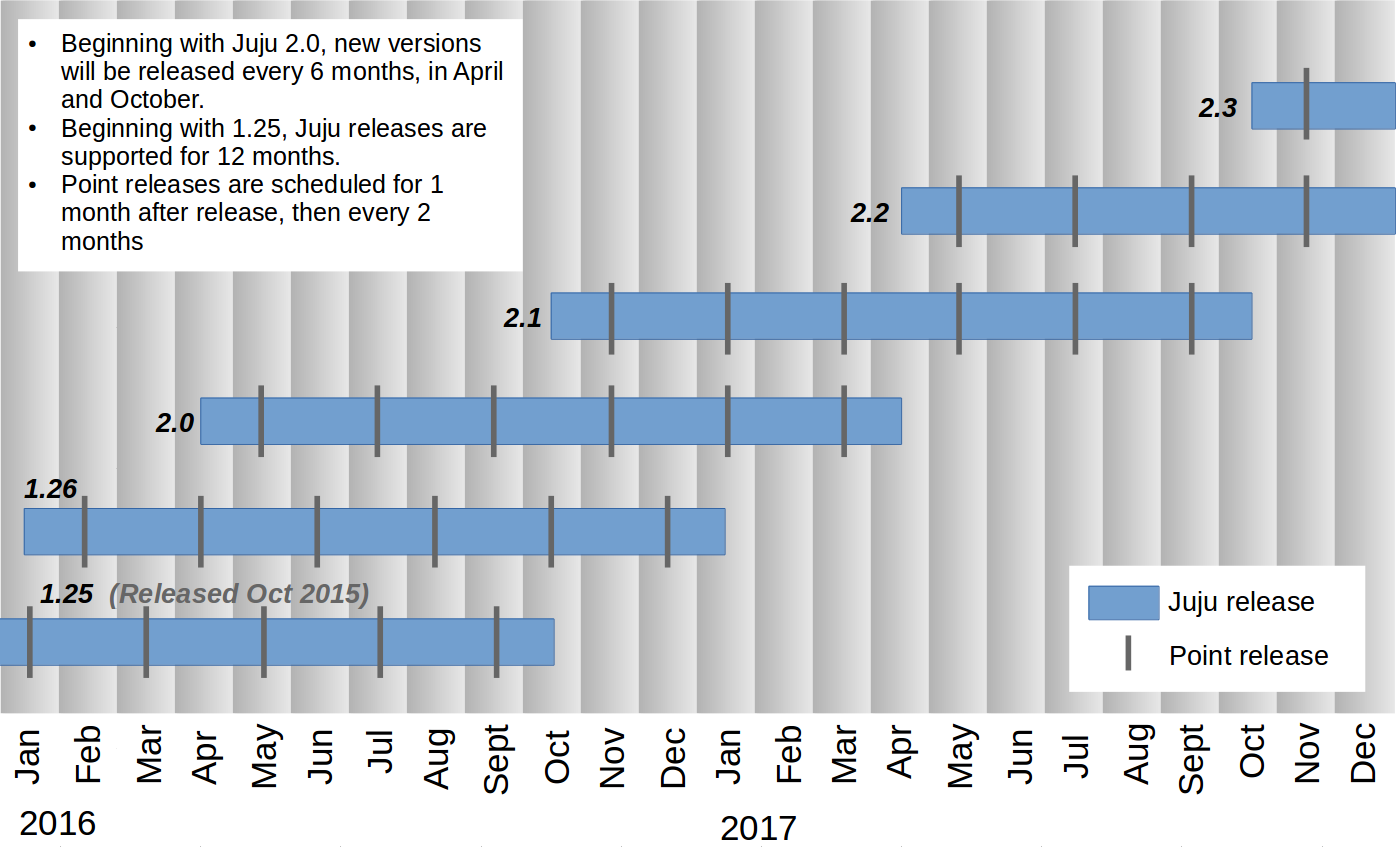 • Beginning with Juju 2.0, new versions
will be released every 6 months, in April
and October.
• Beginning with 1.25, Juju releases are
supported for 12 months.
• Point releases are scheduled for 1
month after release, then every 2
months
2.3
2.2
2.1
2.0
1.26
1.25 (Released Oct 2015)
Juju release
Point release
Jan Feb Mar Apr May Jun Jul Aug Sept Oct Nov Dec Jan Feb Mar Apr May Jun Jul Aug Sept Oct Nov Dec
2016 2017